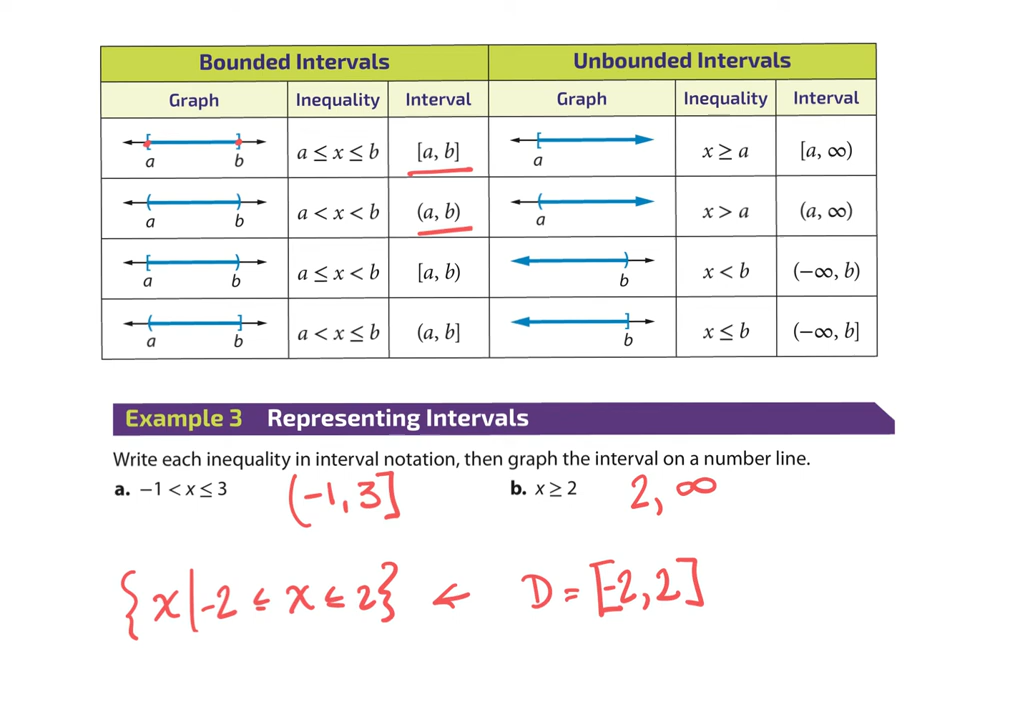 Bounded Intervals Unbounded Intervals
Graph Inequality Interval Graph Inequality Interval
a b a ≤ x ≤ b [a, b] a x ≥ a [a, ∞)
a b a < x < b (a, b) a x > a (a, ∞)
a b a ≤ x < b [a, b) b x < b (−∞, b)
a b a < x ≤ b (a, b] b x ≤ b (−∞, b]
Example 3 Representing Intervals
Write each inequality in interval notation, then graph the interval on a number line.
a. −1 < x ≤ 3 (-1, 3] b. x ≥ 2 2, ∞
{x|-2 ≤ x ≤ 2} ← D = [-2, 2]